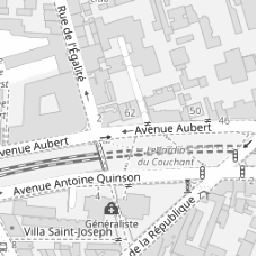 Rue de l'Égalité
62
50
46
2
Avenue Aubert
Avenue Aubert
du Couchant
Avenue Antoine Quinson
Généraliste
Villa Saint-Joseph
de la République